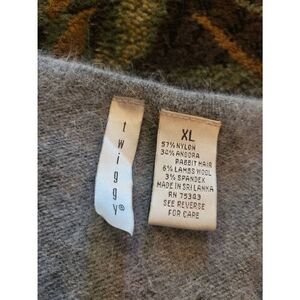 twiggy®
XL
57% NYLON
34% ANGORA
RABBIT HAIR
6% LAMBS WOOL
3% SPANDEX
MADE IN SRI LANKA
RN 75343
SEE REVERSE
FOR CARE